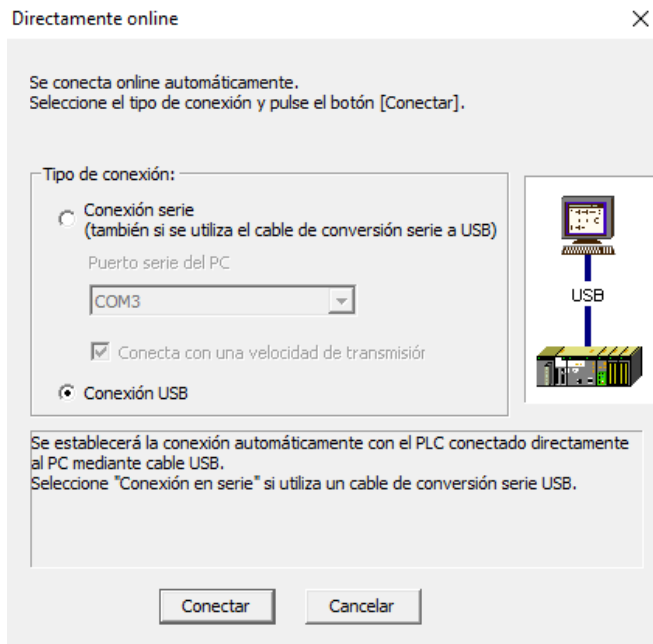 Directamente online
Se conecta online automáticamente.
Seleccione el tipo de conexión y pulse el botón [Conectar].
Tipo de conexión:
Conexión serie
(también si se utiliza el cable de conversión serie a USB)
Puerto serie del PC
COM3
Conecta con una velocidad de transmisiór
Conexión USB
USB
Se establecerá la conexión automáticamente con el PLC conectado directamente
al PC mediante cable USB.
Seleccione "Conexión en serie" si utiliza un cable de conversión serie USB.
Conectar
Cancelar